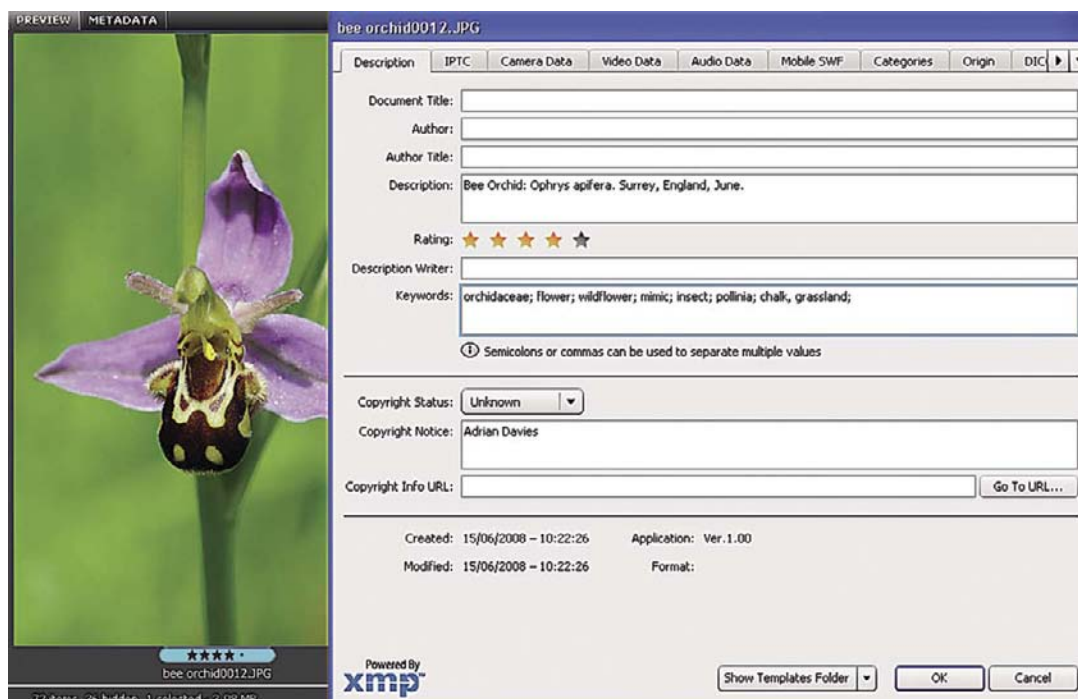 PREVIEW METADATA
bee orchid0012.JPG
Description IPTC Camera Data Video Data Audio Data Mobile SWF Categories Origin DIC
Document Title:
Author:
Author Title:
Description: Bee Orchid: Ophrys apifera. Surrey, England, June.
Rating:
Description Writer:
Keywords: orchidaceae; flower; wildflower; mimic; insect; pollinia; chalk, grassland;
Semicolons or commas can be used to separate multiple values
Copyright Status: Unknown
Copyright Notice: Adrian Davies
Copyright Info URL: Go To URL...
Created: 15/06/2008 – 10:22:26 Application: Ver.1.00
Modified: 15/06/2008 – 10:22:26 Format:
bee orchid0012.JPG
Powered By
xmp
Show Templates Folder OK Cancel